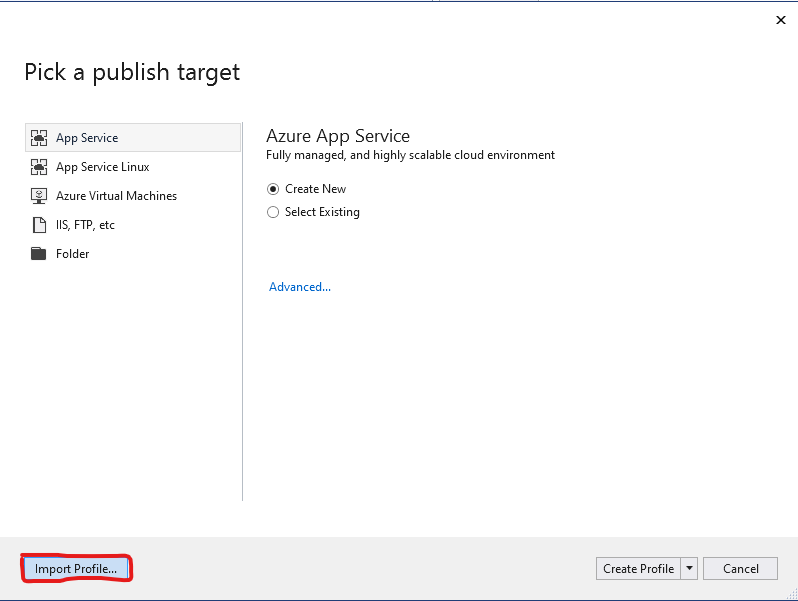 Pick a publish target
App Service
App Service Linux
Azure Virtual Machines
IIS, FTP, etc
Folder
Azure App Service
Fully managed, and highly scalable cloud environment
Create New
Select Existing
Advanced...
Import Profile...
Create Profile
Cancel